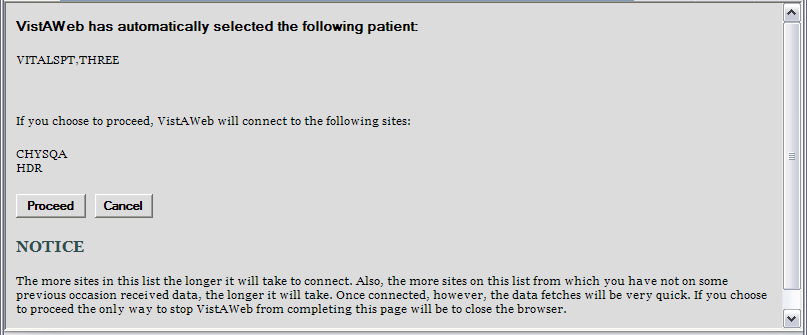 VistAWeb has automatically selected the following patient:
VITALSPT,THREE
If you choose to proceed, VistAWeb will connect to the following sites:
CHYSQA
HDR
Proceed Cancel
NOTICE
The more sites in this list the longer it will take to connect. Also, the more sites on this list from which you have not on some
previous occasion received data, the longer it will take. Once connected, however, the data fetches will be very quick. If you choose
to proceed the only way to stop VistAWeb from completing this page will be to close the browser.